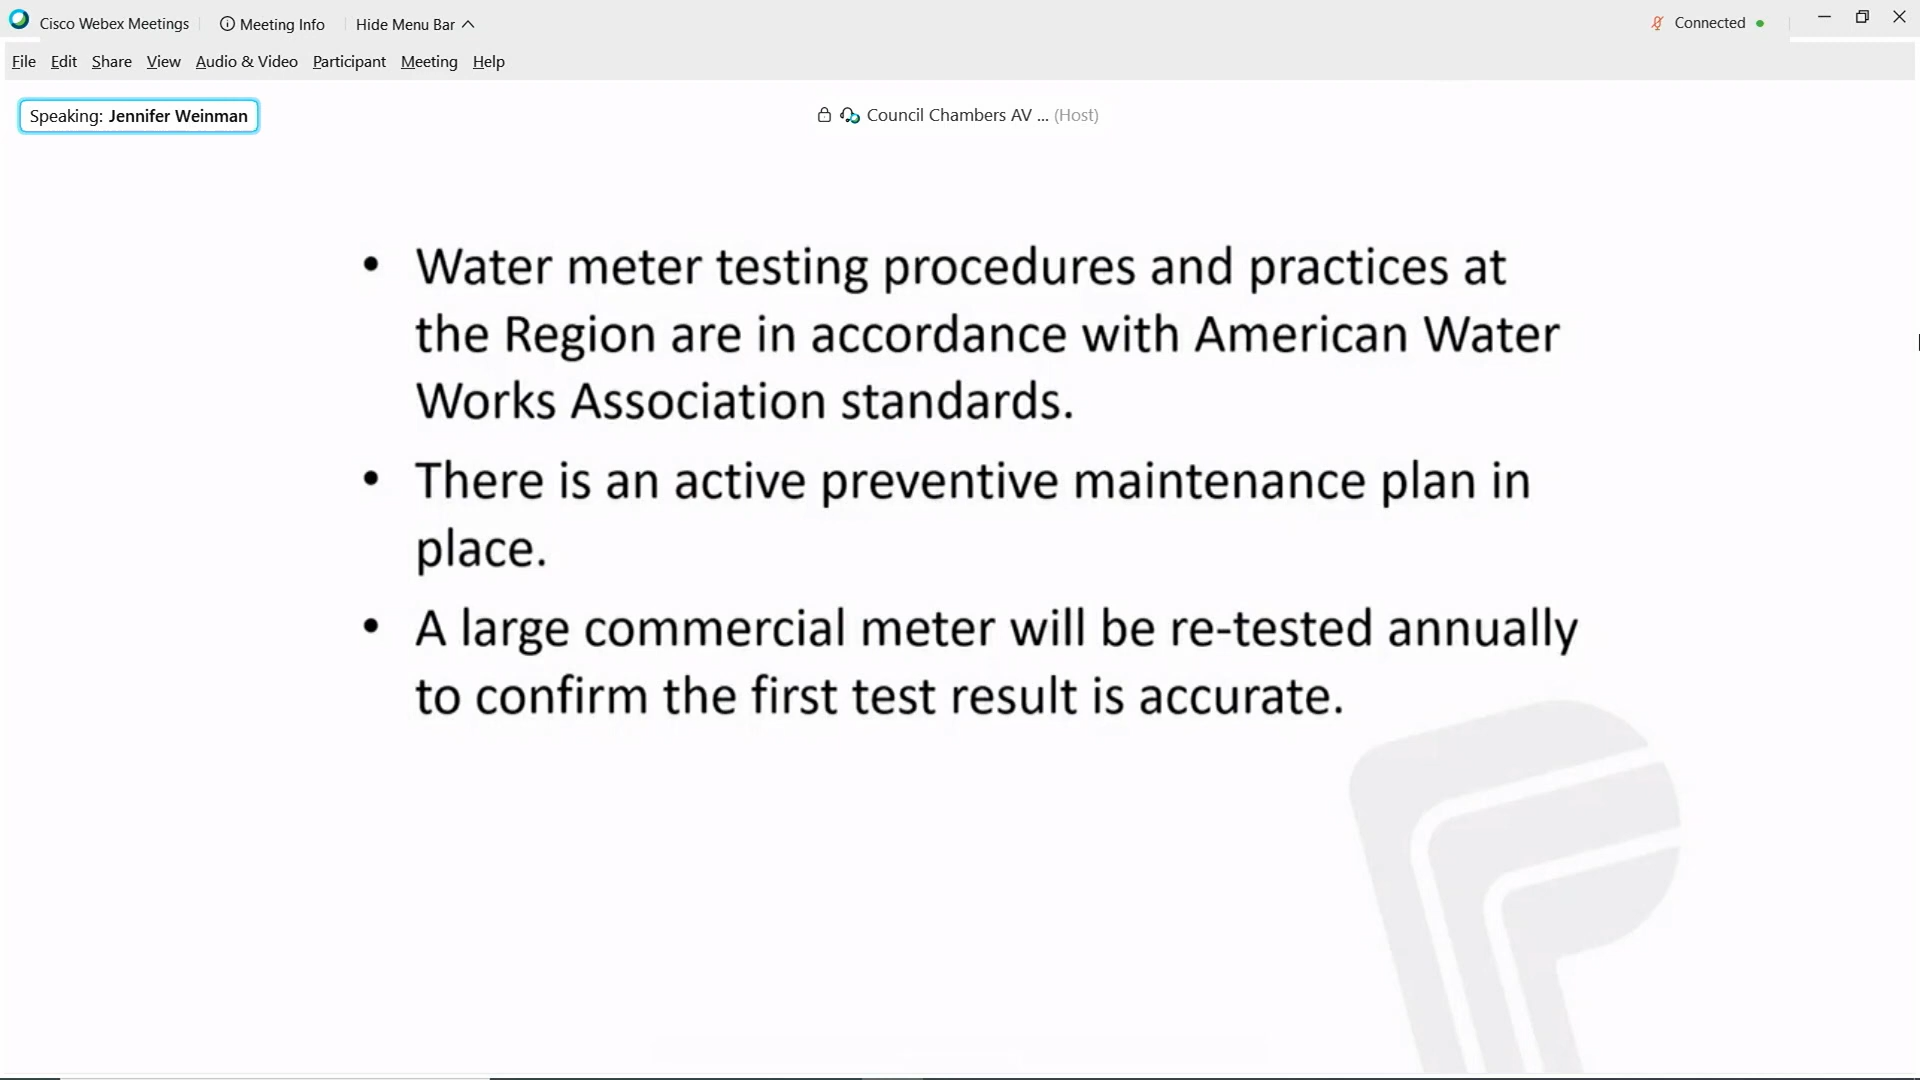 Cisco Webex Meetings Meeting Info Hide Menu Bar Connected
File Edit Share View Audio & Video Participant Meeting Help
Speaking: Jennifer Weinman Council Chambers AV ... (Host)
• Water meter testing procedures and practices at
the Region are in accordance with American Water
Works Association standards.
• There is an active preventive maintenance plan in
place.
• A large commercial meter will be re-tested annually
to confirm the first test result is accurate.